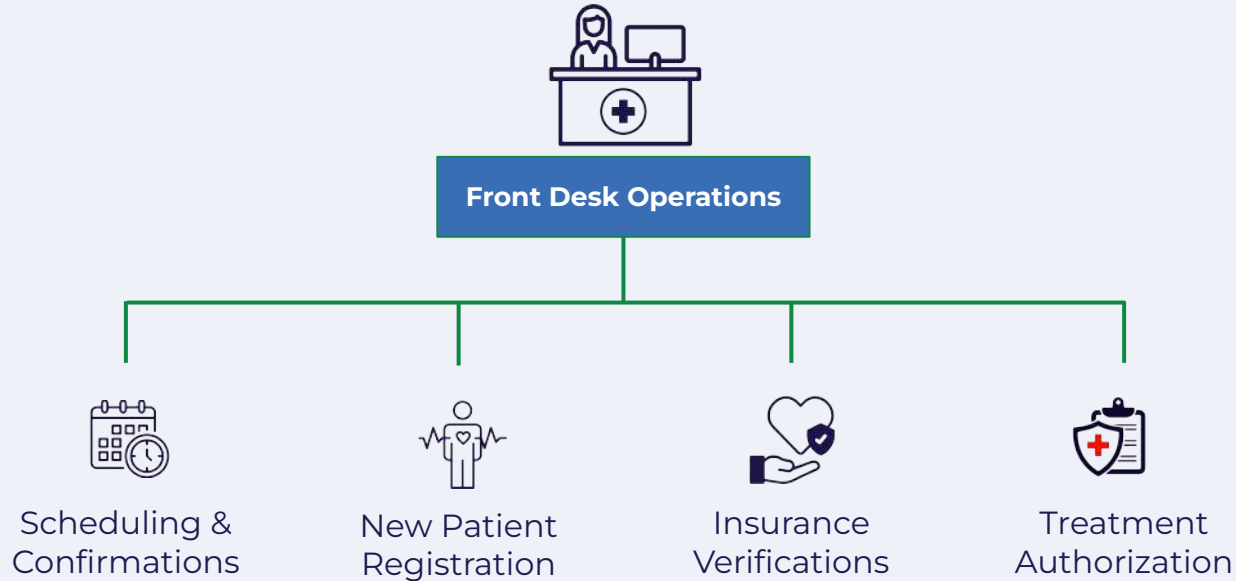 Front Desk Operations
Scheduling &
Confirmations
New Patient
Registration
Insurance
Verifications
Treatment
Authorization